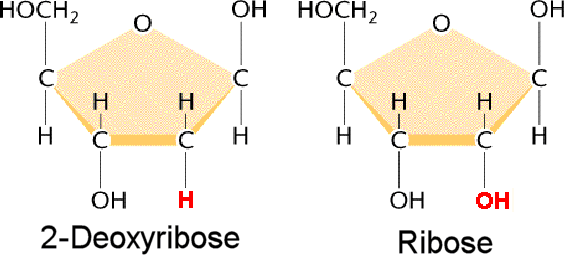 HOCH₂ O OH HOCH₂ O OH
C C C C
H H H H H H H H
C C C C
OH H OH OH
2-Deoxyribose Ribose